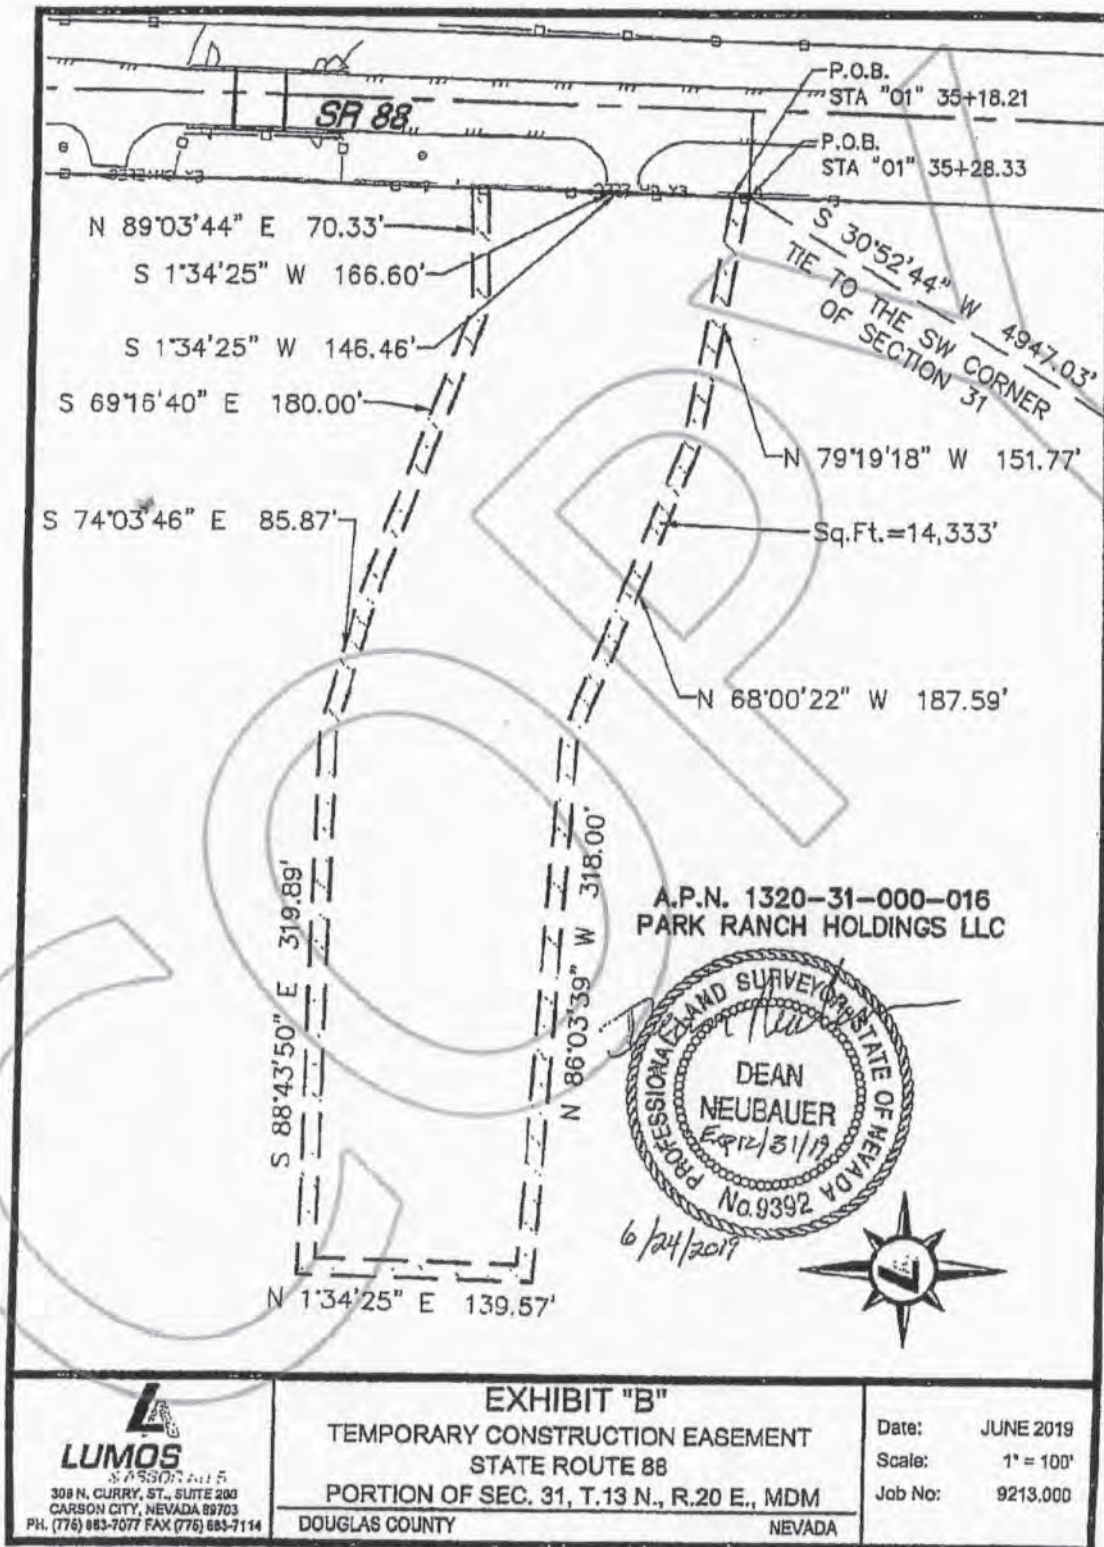 P.O.B.
STA "01" 35+18.21
SR 88
P.O.B.
STA "01" 35+28.33
N 89°03'44" E 70.33'
S 1°34'25" W 166.60'
S 30°52'44" W 4947.03'
TIE TO THE SW CORNER
OF SECTION 31
S 1°34'25" W 146.46'
S 69°16'40" E 180.00'
N 79°19'18" W 151.77'
S 74°03'46" E 85.87'
Sq.Ft.=14,333'
N 68°00'22" W 187.59'
S 88°43'50" E 319.89'
N 86°03'39" W 318.00'
A.P.N. 1320-31-000-016
PARK RANCH HOLDINGS LLC
PROFESSIONAL LAND SURVEYOR STATE OF NEVADA
DEAN
NEUBAUER
Exp 12/31/19
No.9392
6/24/2019
N 1°34'25" E 139.57'
COPY
LUMOS
& ASSOCIATES
308 N. CURRY, ST., SUITE 200
CARSON CITY, NEVADA 89703
PH. (775) 883-7077 FAX (775) 883-7114
EXHIBIT "B"
TEMPORARY CONSTRUCTION EASEMENT
STATE ROUTE 88
PORTION OF SEC. 31, T.13 N., R.20 E., MDM
DOUGLAS COUNTY NEVADA
Date: JUNE 2019
Scale: 1" = 100'
Job No: 9213.000